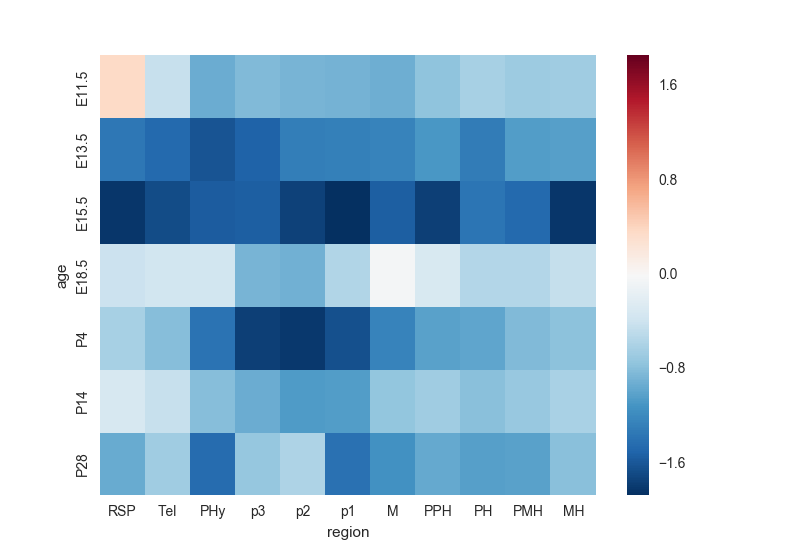 age
E11.5
E13.5
E15.5
E18.5
P4
P14
P28
RSP Tel PHy p3 p2 p1 M PPH PH PMH MH
region
1.6
0.8
0.0
−0.8
−1.6